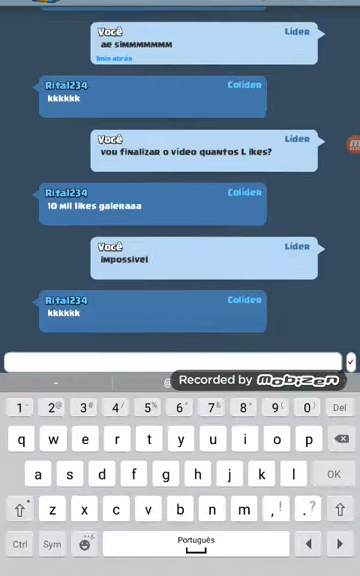 Você Líder
ae simmmmmmm
1min atrás
Rita1234 Colíder
kkkkkk
Você Líder
vou finalizar o video quantos L ikes?
Rita1234 Colíder
10 mil likes galeraaa
Você Líder
impossivel
Rita1234 Colíder
kkkkkk
Recorded by mobizen
1 2@ 3# 4/ 5% 6^ 7& 8* 9( 0) Del
q w e r t y u i o p
a s d f g h j k l OK
z x c v b n m ,! .?
Ctrl Sym Português